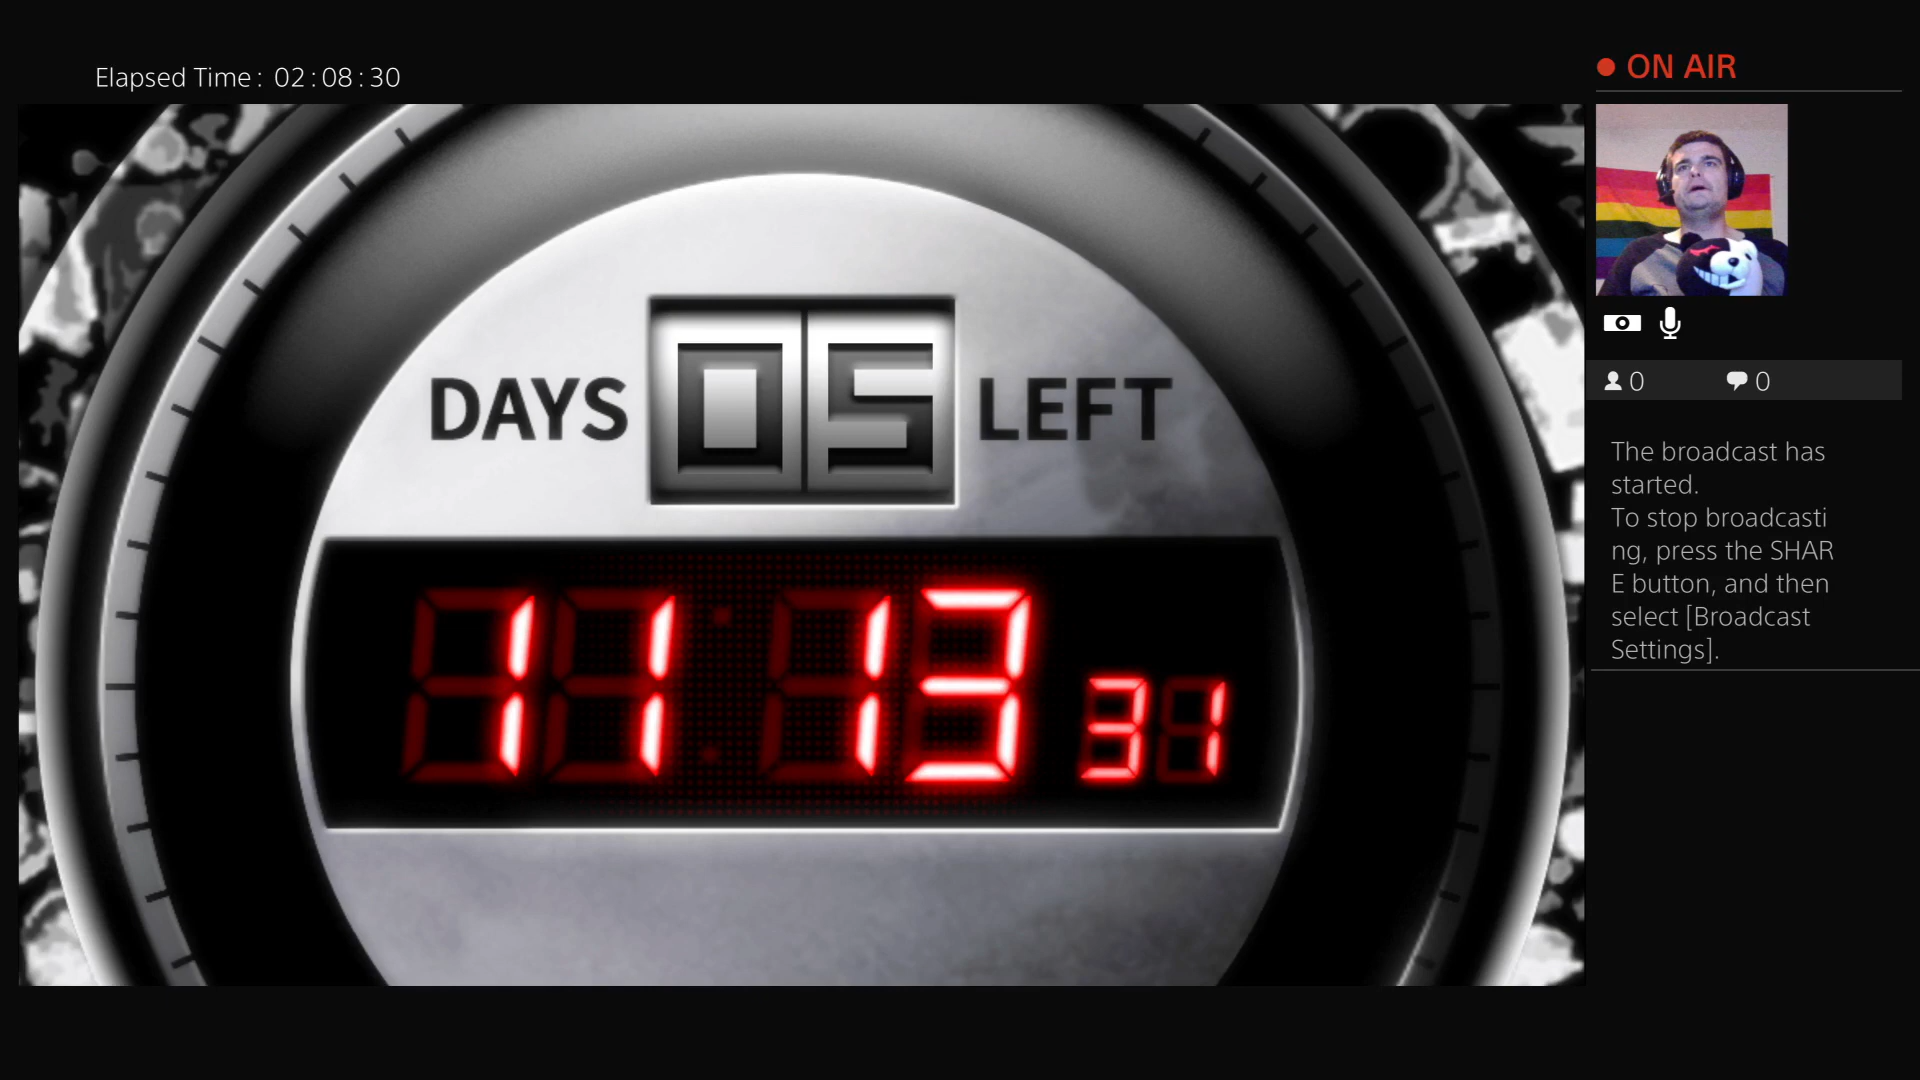 Elapsed Time : 02 : 08 : 30
ON AIR
DAYS 05 LEFT
11 13 31
0 0
The broadcast has
started.
To stop broadcasti
ng, press the SHAR
E button, and then
select [Broadcast
Settings].